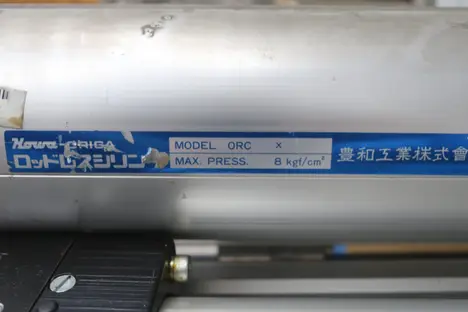 Howa-ORIGA
ロッドレスシリンダ
MODEL ORC ×
MAX. PRESS. 8 kgf/cm²
豊和工業株式會